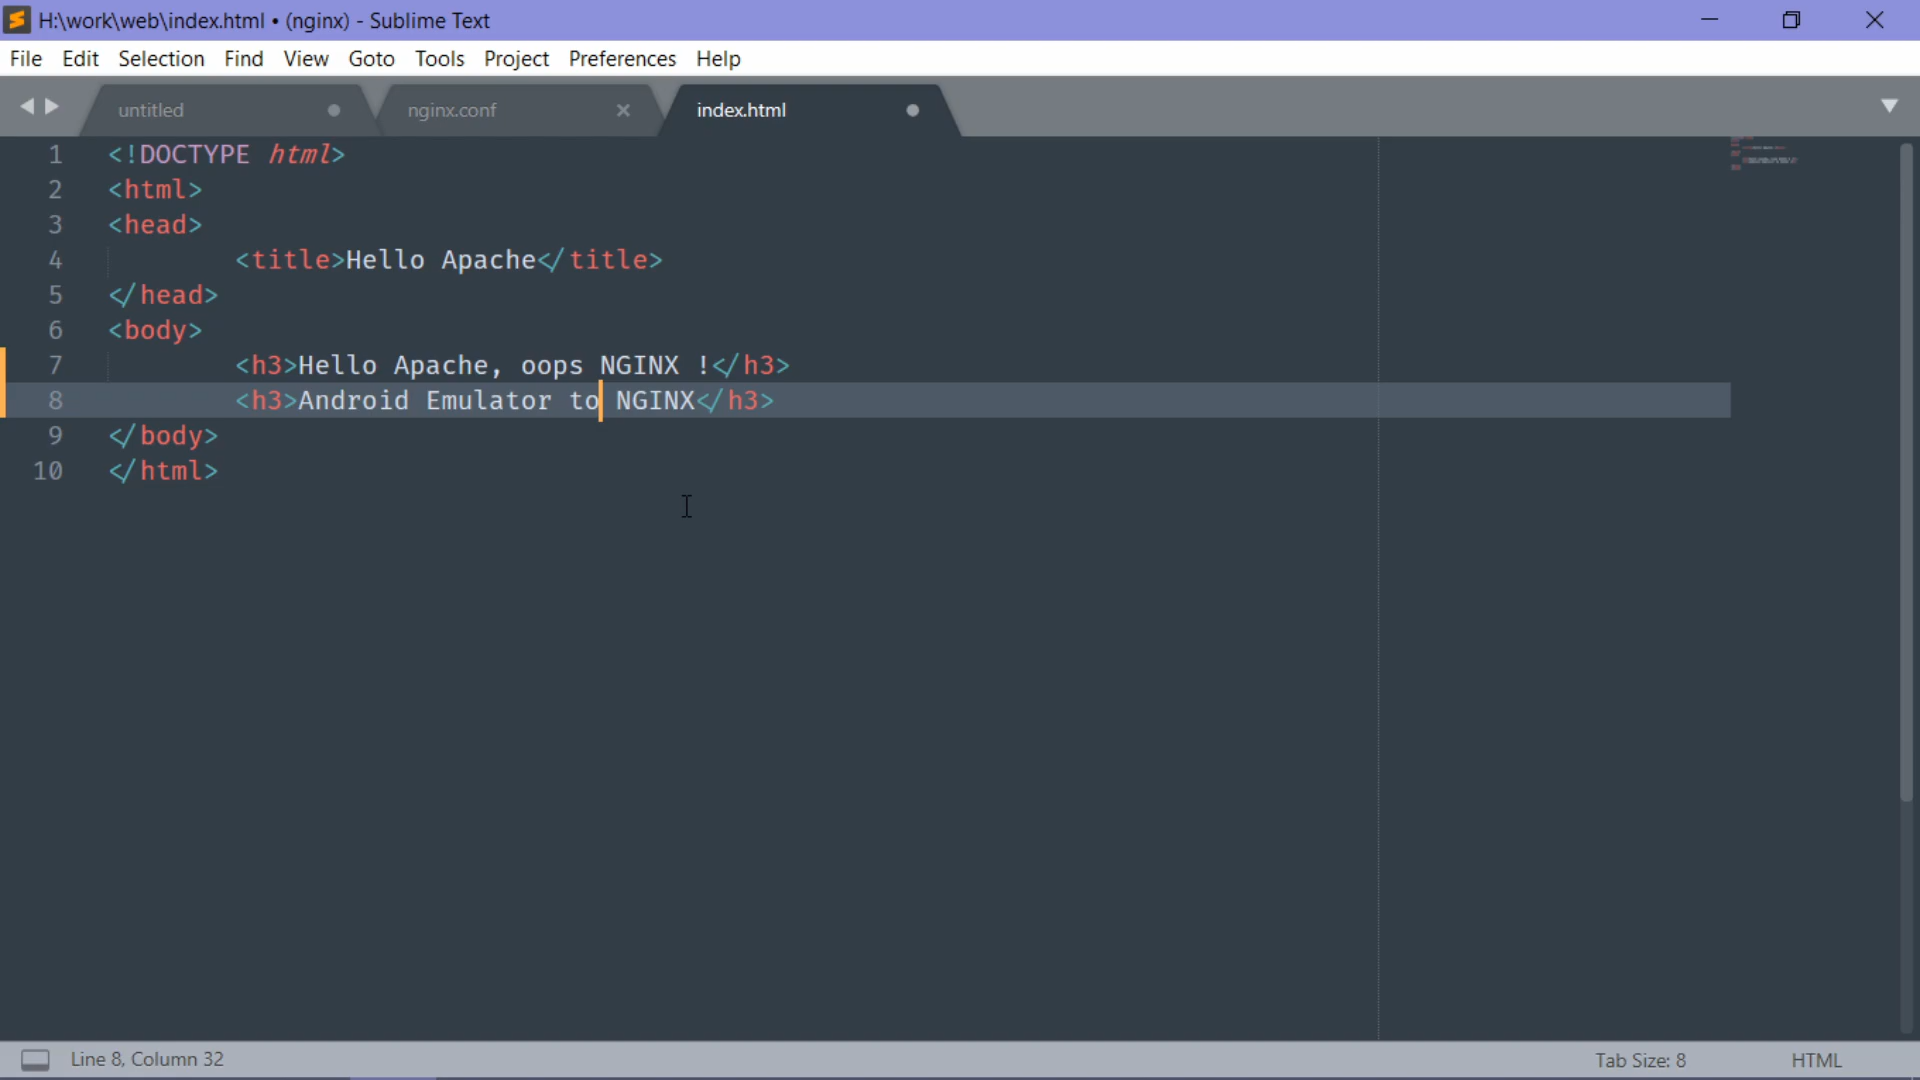 H:\work\web\index.html • (nginx) - Sublime Text
File Edit Selection Find View Goto Tools Project Preferences Help
untitled nginx.conf index.html
1 <!DOCTYPE html>
2 <html>
3 <head>
4 <title>Hello Apache</title>
5 </head>
6 <body>
7 <h3>Hello Apache, oops NGINX !</h3>
8 <h3>Android Emulator to NGINX</h3>
9 </body>
10 </html>
Line 8, Column 32 Tab Size: 8 HTML